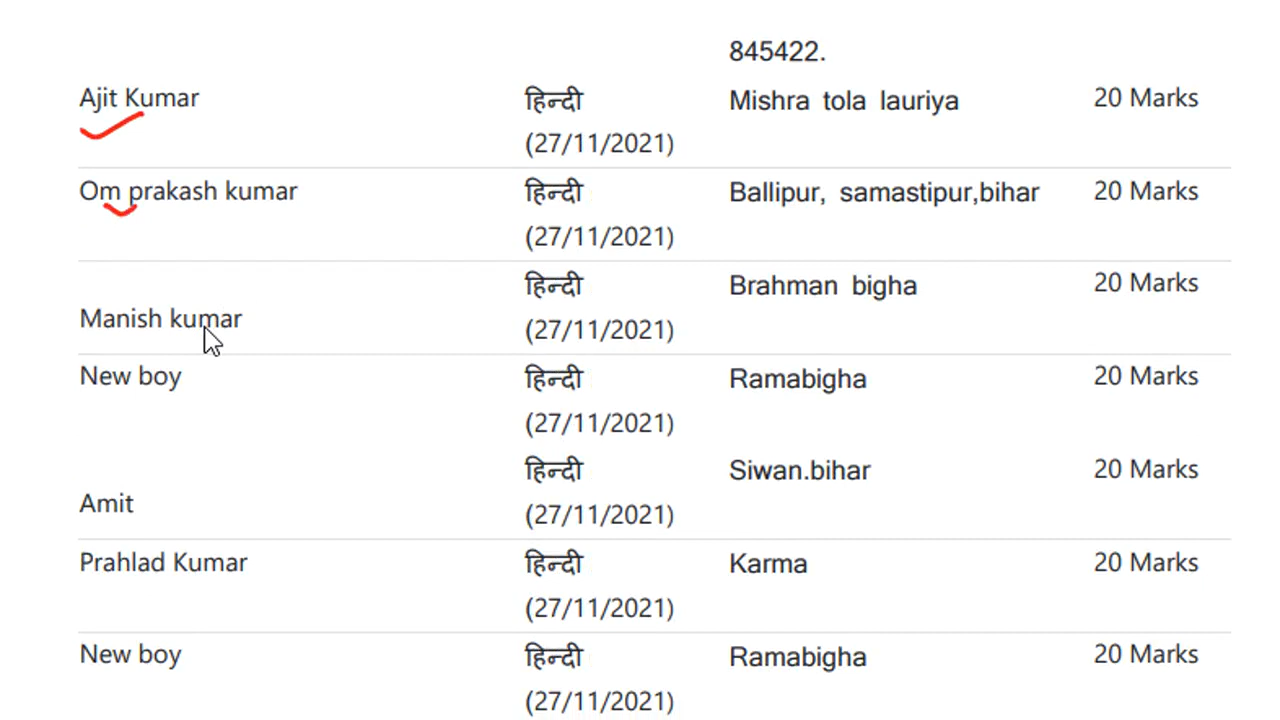 845422.
Ajit Kumar हिन्दी Mishra tola lauriya 20 Marks
(27/11/2021)
Om prakash kumar हिन्दी Ballipur, samastipur,bihar 20 Marks
(27/11/2021)
हिन्दी Brahman bigha 20 Marks
Manish kumar (27/11/2021)
New boy हिन्दी Ramabigha 20 Marks
(27/11/2021)
हिन्दी Siwan.bihar 20 Marks
Amit (27/11/2021)
Prahlad Kumar हिन्दी Karma 20 Marks
(27/11/2021)
New boy हिन्दी Ramabigha 20 Marks
(27/11/2021)